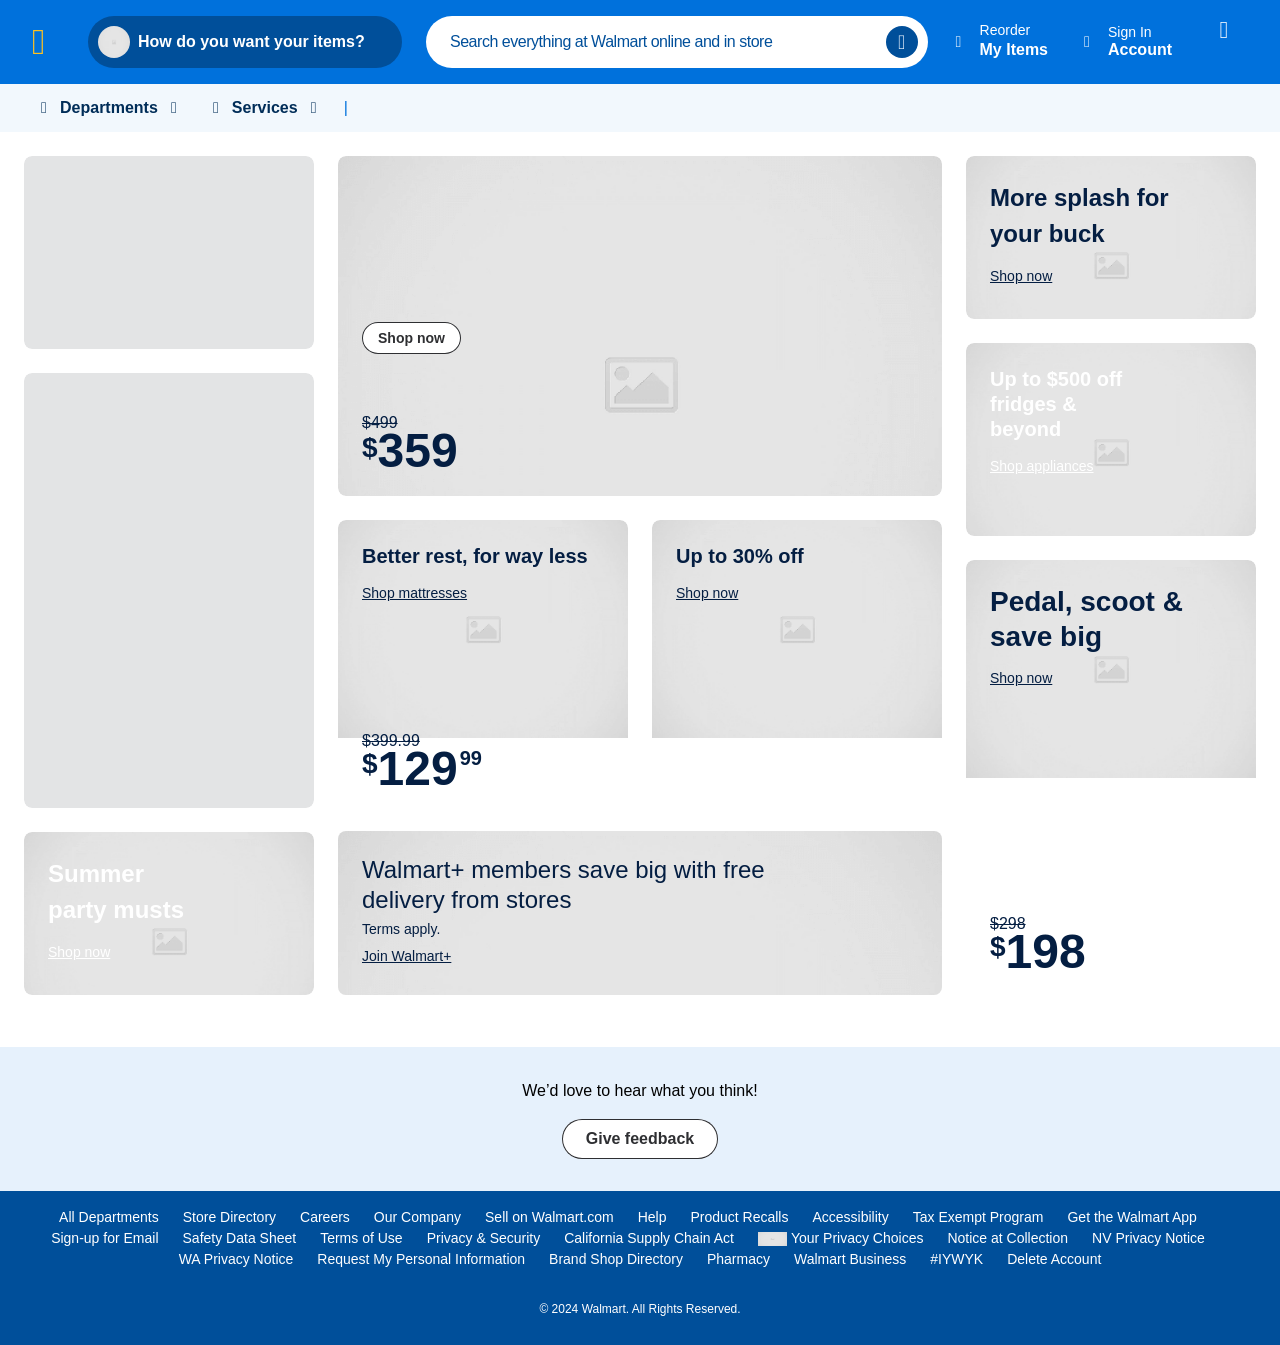 How do you want your items?
Search everything at Walmart online and in store
Reorder
My Items
Sign In
Account
Departments
Services
|
Shop now
$499
$359
More splash for
your buck
Shop now
Up to $500 off
fridges &
beyond
Shop appliances
Better rest, for way less
Shop mattresses
$399.99
$129 99
Up to 30% off
Shop now
Pedal, scoot &
save big
Shop now
$298
$198
Summer
party musts
Shop now
Walmart+ members save big with free
delivery from stores
Terms apply.
Join Walmart+
We’d love to hear what you think!
Give feedback
All Departments Store Directory Careers Our Company Sell on Walmart.com Help Product Recalls Accessibility Tax Exempt Program Get the Walmart App
Sign-up for Email Safety Data Sheet Terms of Use Privacy & Security California Supply Chain Act Your Privacy Choices Notice at Collection NV Privacy Notice
WA Privacy Notice Request My Personal Information Brand Shop Directory Pharmacy Walmart Business #IYWYK Delete Account
© 2024 Walmart. All Rights Reserved.